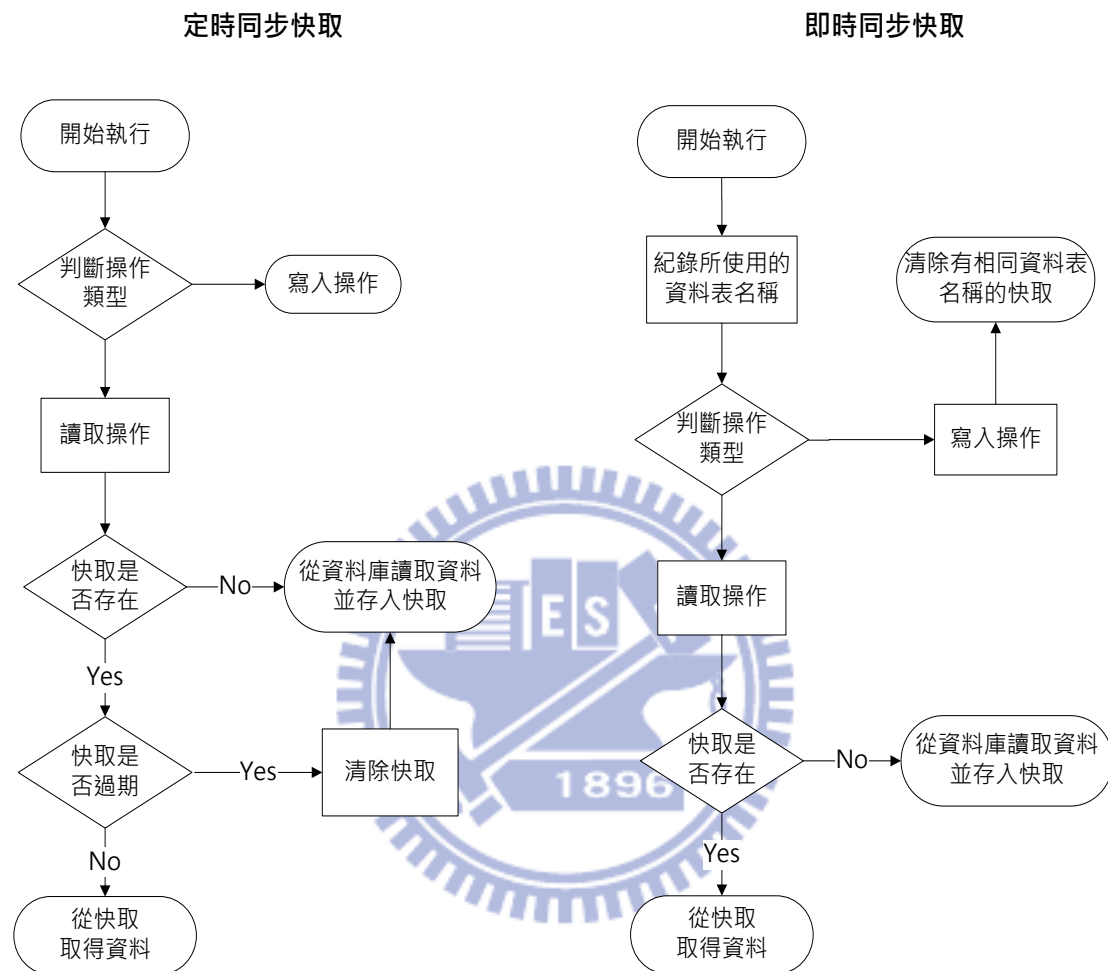 定時同步快取
開始執行
判斷操作
類型
寫入操作
讀取操作
快取是
否存在
No
從資料庫讀取資料
並存入快取
Yes
快取是
否過期
Yes
清除快取
No
從快取
取得資料
即時同步快取
開始執行
紀錄所使用的
資料表名稱
清除有相同資料表
名稱的快取
判斷操作
類型
寫入操作
讀取操作
快取是
否存在
No
從資料庫讀取資料
並存入快取
Yes
從快取
取得資料
ES
1896